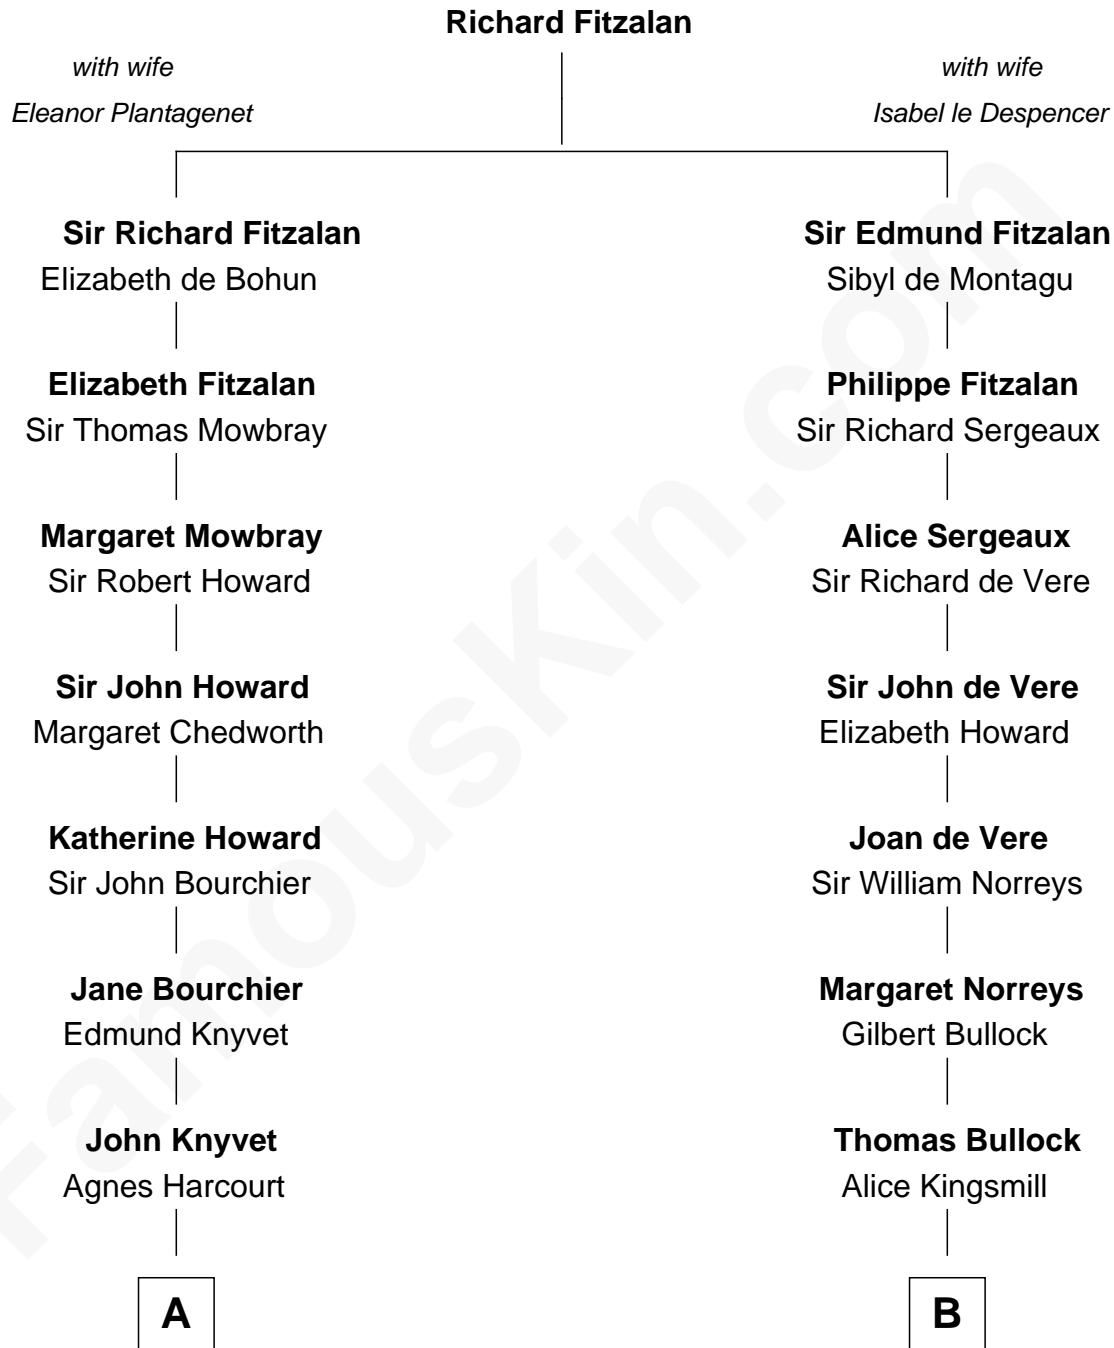 Richard Fitzalan
with wife
Eleanor Plantagenet
with wife
Isabel le Despencer
Sir Richard Fitzalan
Elizabeth de Bohun
Sir Edmund Fitzalan
Sibyl de Montagu
Elizabeth Fitzalan
Sir Thomas Mowbray
Philippe Fitzalan
Sir Richard Sergeaux
Margaret Mowbray
Sir Robert Howard
Alice Sergeaux
Sir Richard de Vere
Sir John Howard
Margaret Chedworth
Sir John de Vere
Elizabeth Howard
Katherine Howard
Sir John Bourchier
Joan de Vere
Sir William Norreys
Jane Bourchier
Edmund Knyvet
Margaret Norreys
Gilbert Bullock
John Knyvet
Agnes Harcourt
Thomas Bullock
Alice Kingsmill
A
B
FamousKin.com